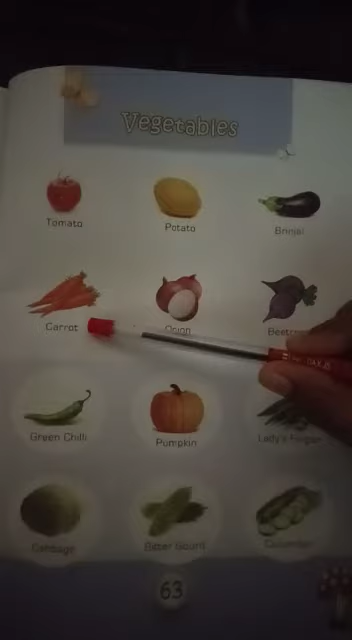 Vegetables
Tomato Potato Brinjal
Carrot Onion
Green Chilli Pumpkin Lady's Finger
Cabbage Bitter Gourd Cucumber
63